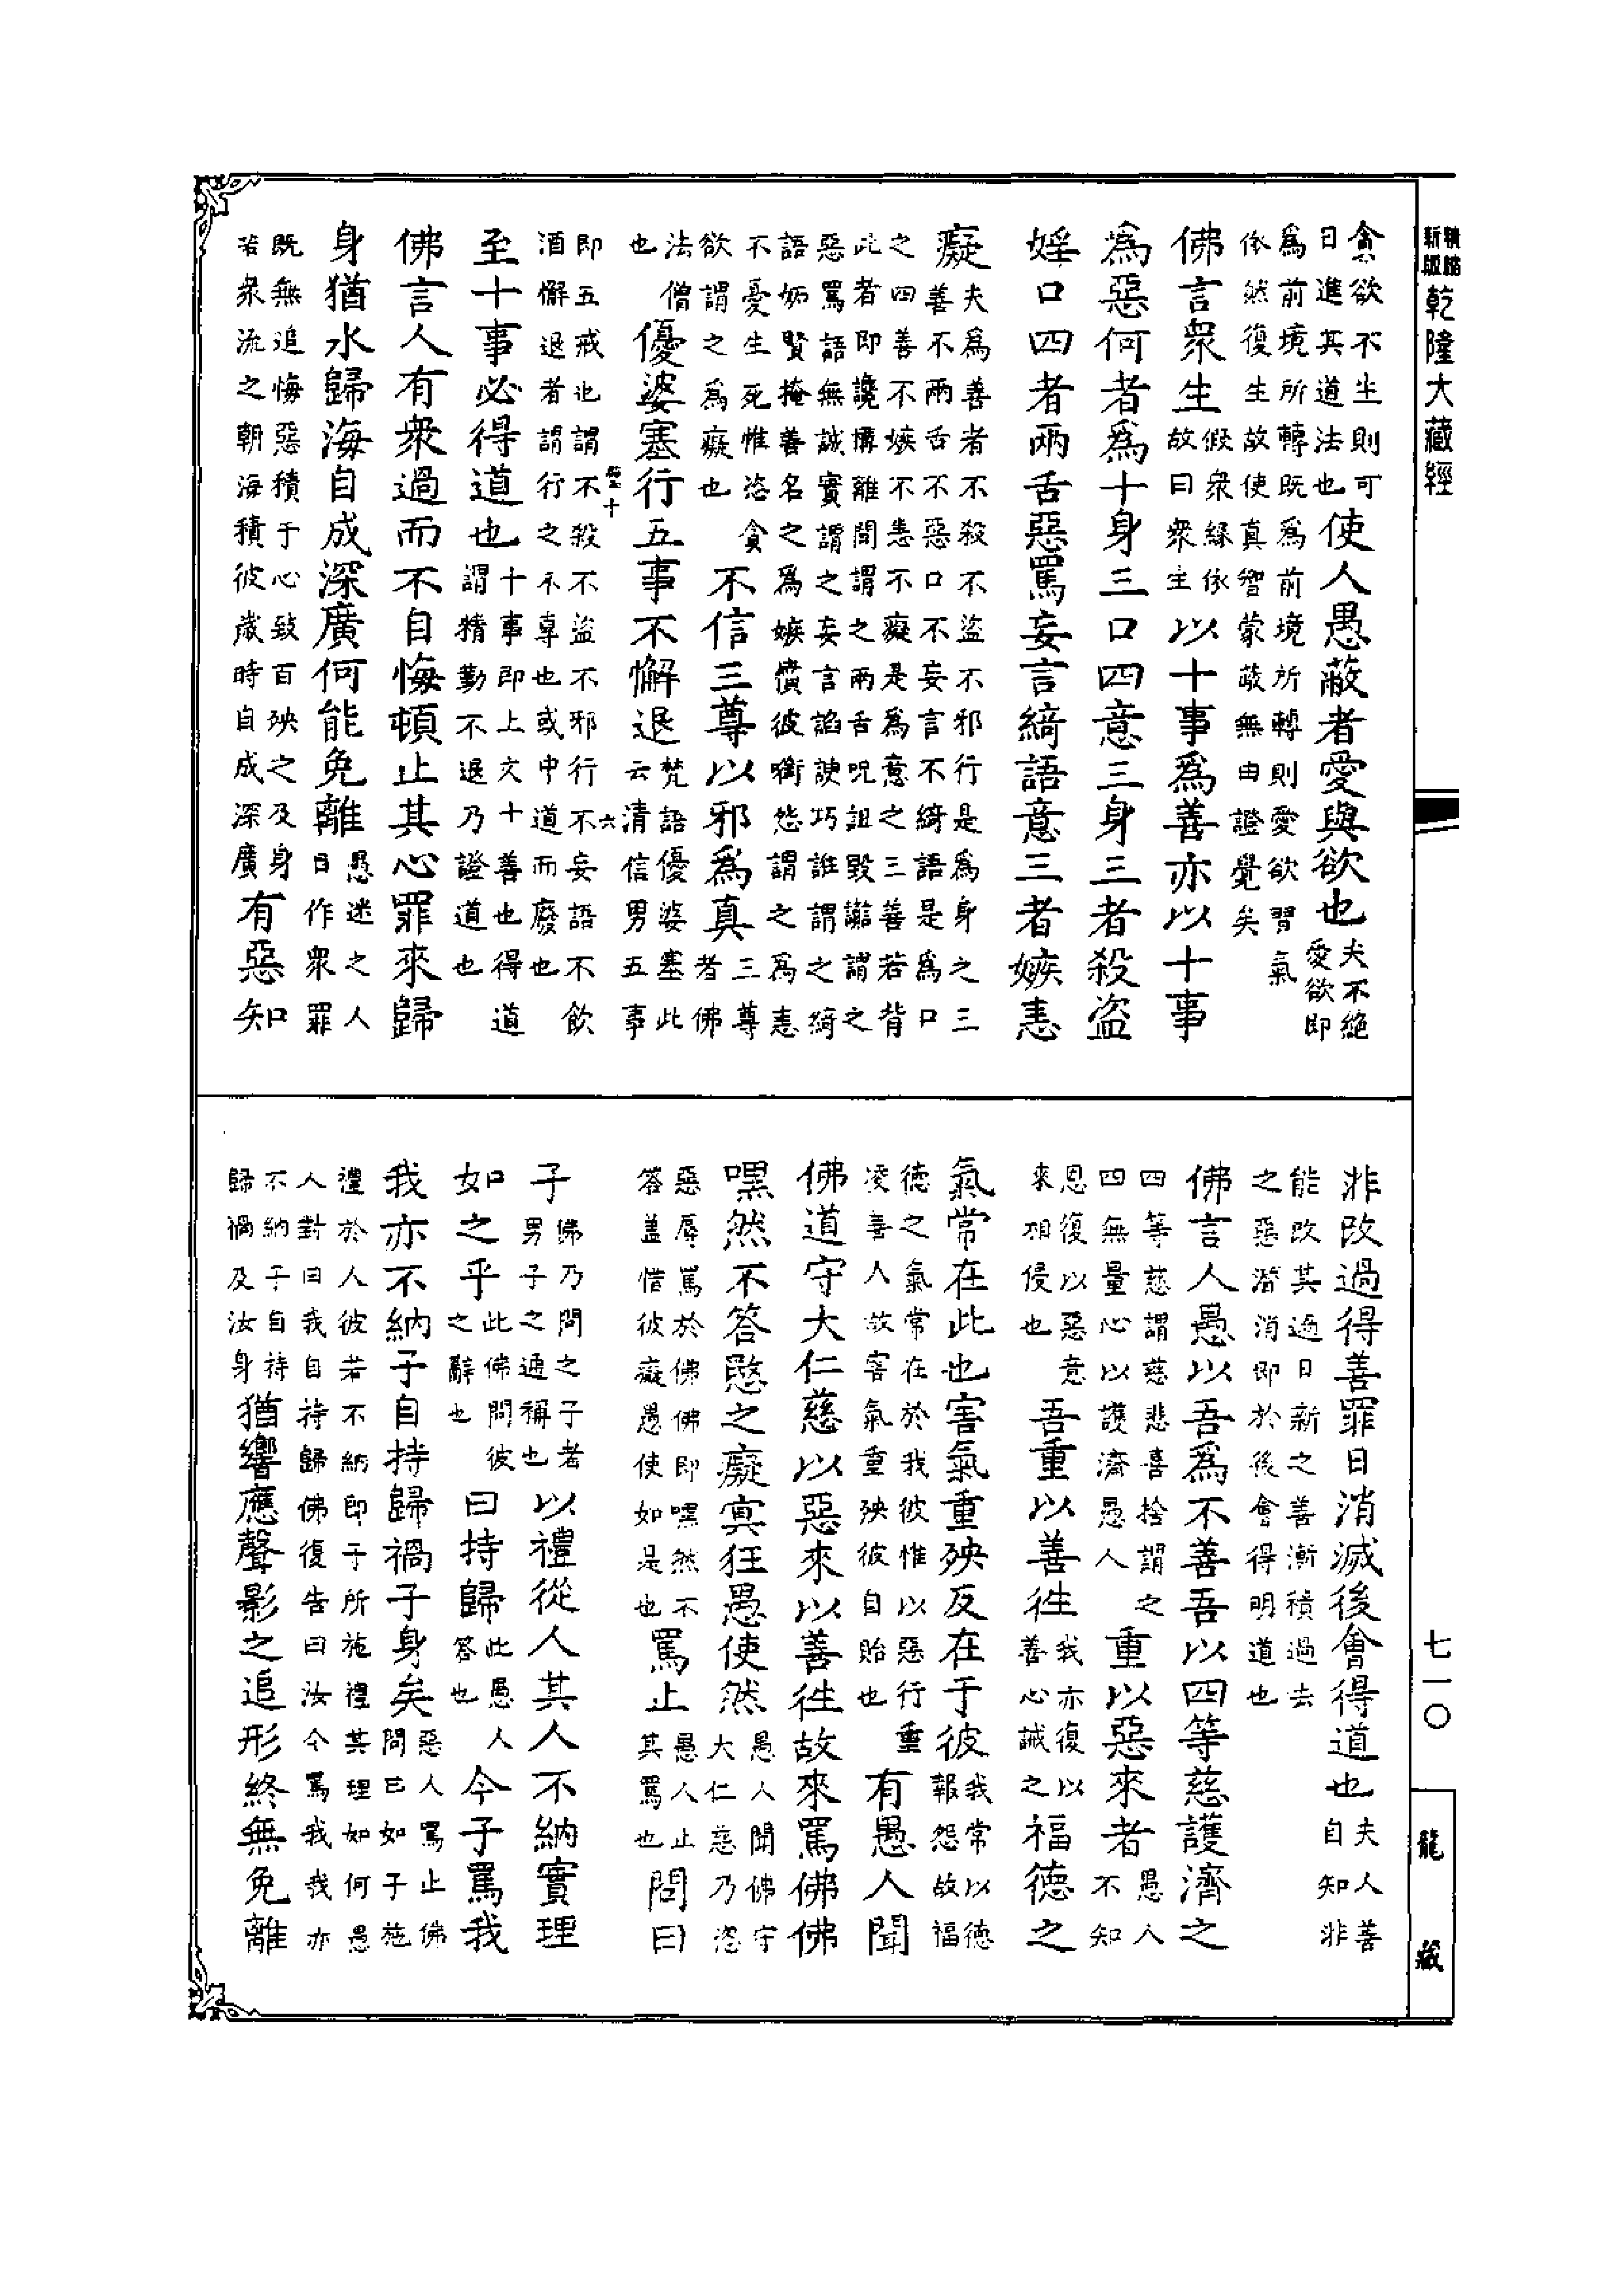 精縮新版乾隆大藏經
貪欲不生則可日進其道法也使人愚蔽者愛與欲也夫不絕愛欲即
爲前境所轉既爲前境所轉則愛欲習氣依然復生故使真智蒙蔽無由證覺矣
佛言衆生假衆緣依故曰衆生以十事爲善亦以十事
爲惡何者爲十身三口四意三身三者殺盜
婬口四者兩舌惡罵妄言綺語意三者嫉恚
癡夫爲善者不殺不盜不邪行是爲身之三善不兩舌不惡口不妄言不綺語是爲口
之四善不嫉不恚不癡是爲意之三善若背此者即讒搆離間謂之兩舌呪詛毀謗謂之
惡罵語無誠實謂之妄言諂諛巧誑謂之綺語妬賢掩善名之爲嫉憤彼銜怨謂之爲恚
不憂生死惟恣貪欲謂之爲癡也不信三尊以邪爲真三尊者佛
法僧也優婆塞行五事不懈退梵語優婆塞此云清信男五事
十 六
即五戒也謂不殺不盜不邪行不妄語不飲酒懈退者謂行之不專也或中道而廢也
至十事必得道也十事即上文十善也得道謂精勤不退乃證道也
佛言人有衆過而不自悔頓止其心罪來歸
身猶水歸海自成深廣何能免離愚迷之人日作衆罪
既無追悔惡積于心致百殃之及身若衆流之朝海積彼歲時自成深廣有惡知
非改過得善罪日消滅後會得道也夫人善自知非
能改其過日新之善漸積過去之惡潛消即於後會得明道也
佛言人愚以吾爲不善吾以四等慈護濟之
四等慈謂慈悲喜捨謂之四無量心以護濟愚人重以惡來者愚人不知
恩復以惡意來相侵也吾重以善往我亦復以善心誠之福德之
氣常在此也害氣重殃反在于彼我常以德報怨故福
德之氣常在於我彼惟以惡行重凌善人故害氣重殃彼自貽也有愚人聞
佛道守大仁慈以惡來以善往故來罵佛佛
嘿然不答愍之癡冥狂愚使然愚人聞佛守大仁慈乃恣
惡辱罵於佛佛即嘿然不答蓋惜彼癡愚使如是也罵止愚人止其罵也問曰
子佛乃問之子者男子之通稱也以禮從人其人不納實理
如之乎此佛問彼之辭也曰持歸此愚人答也今子罵我
我亦不納子自持歸禍子身矣惡人罵止佛問已如子施
禮於人彼若不納即于所施禮其理如何愚人對曰我自持歸佛復告曰汝今罵我我亦
不納子自持歸禍及汝身猶響應聲影之追形終無免離
七一〇
龍藏